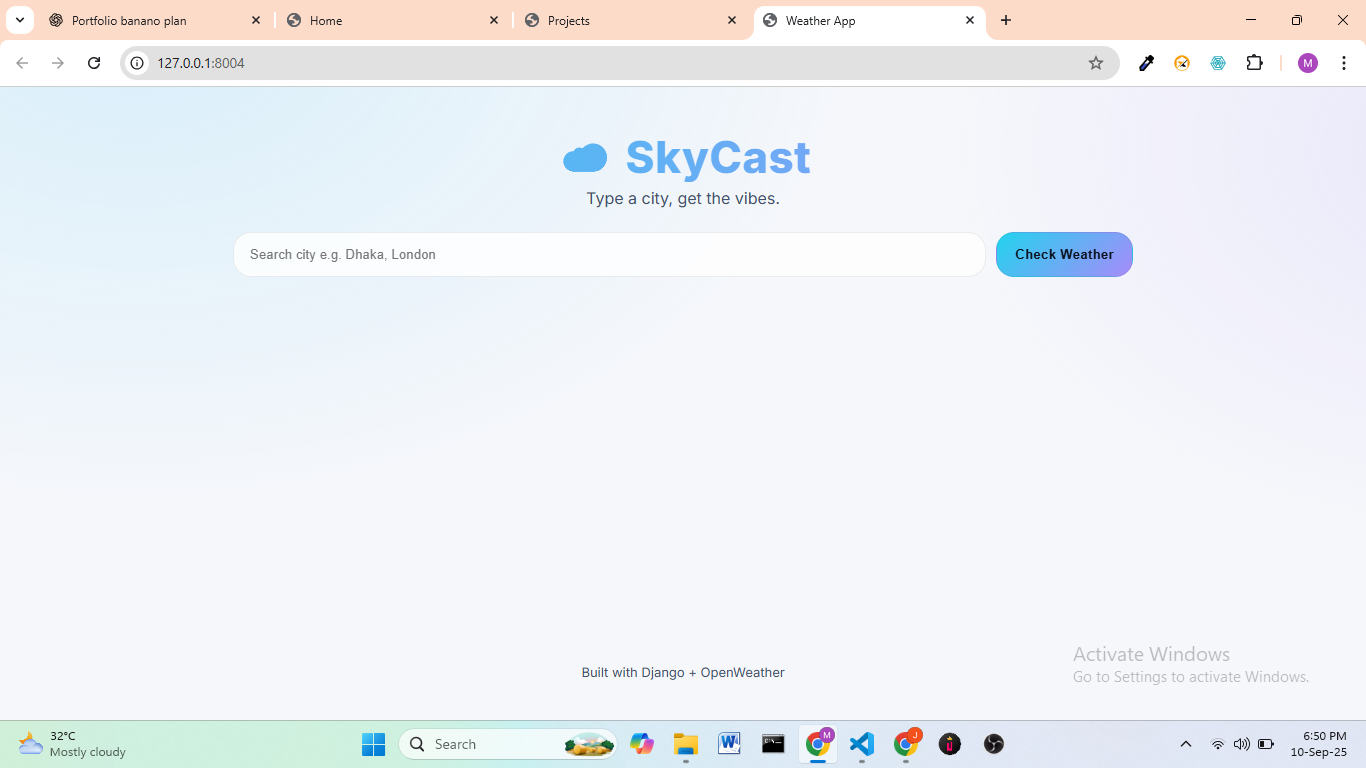 Portfolio banano plan
Home
Projects
Weather App
127.0.0.1:8004
M
SkyCast
Type a city, get the vibes.
Search city e.g. Dhaka, London
Check Weather
Built with Django + OpenWeather
Activate Windows
Go to Settings to activate Windows.
32°C
Mostly cloudy
Search
W
M
J
6:50 PM
10-Sep-25